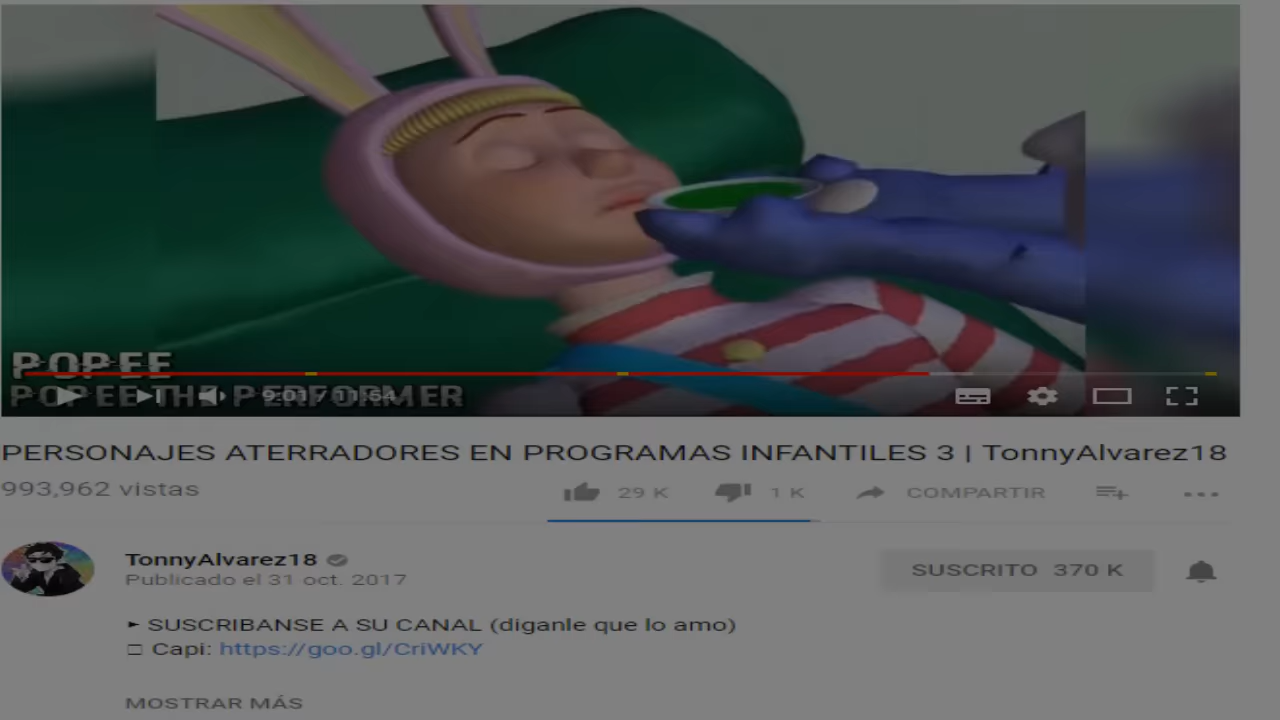 POPEE
POPEE THE PERFORMER
9:01 / 11:54
PERSONAJES ATERRADORES EN PROGRAMAS INFANTILES 3 | TonnyAlvarez18
993,962 vistas
29 K
1 K
COMPARTIR
TonnyAlvarez18
Publicado el 31 oct. 2017
SUSCRITO 370 K
► SUSCRIBANSE A SU CANAL (diganle que lo amo)
□ Capi: https://goo.gl/CriWKY
MOSTRAR MÁS